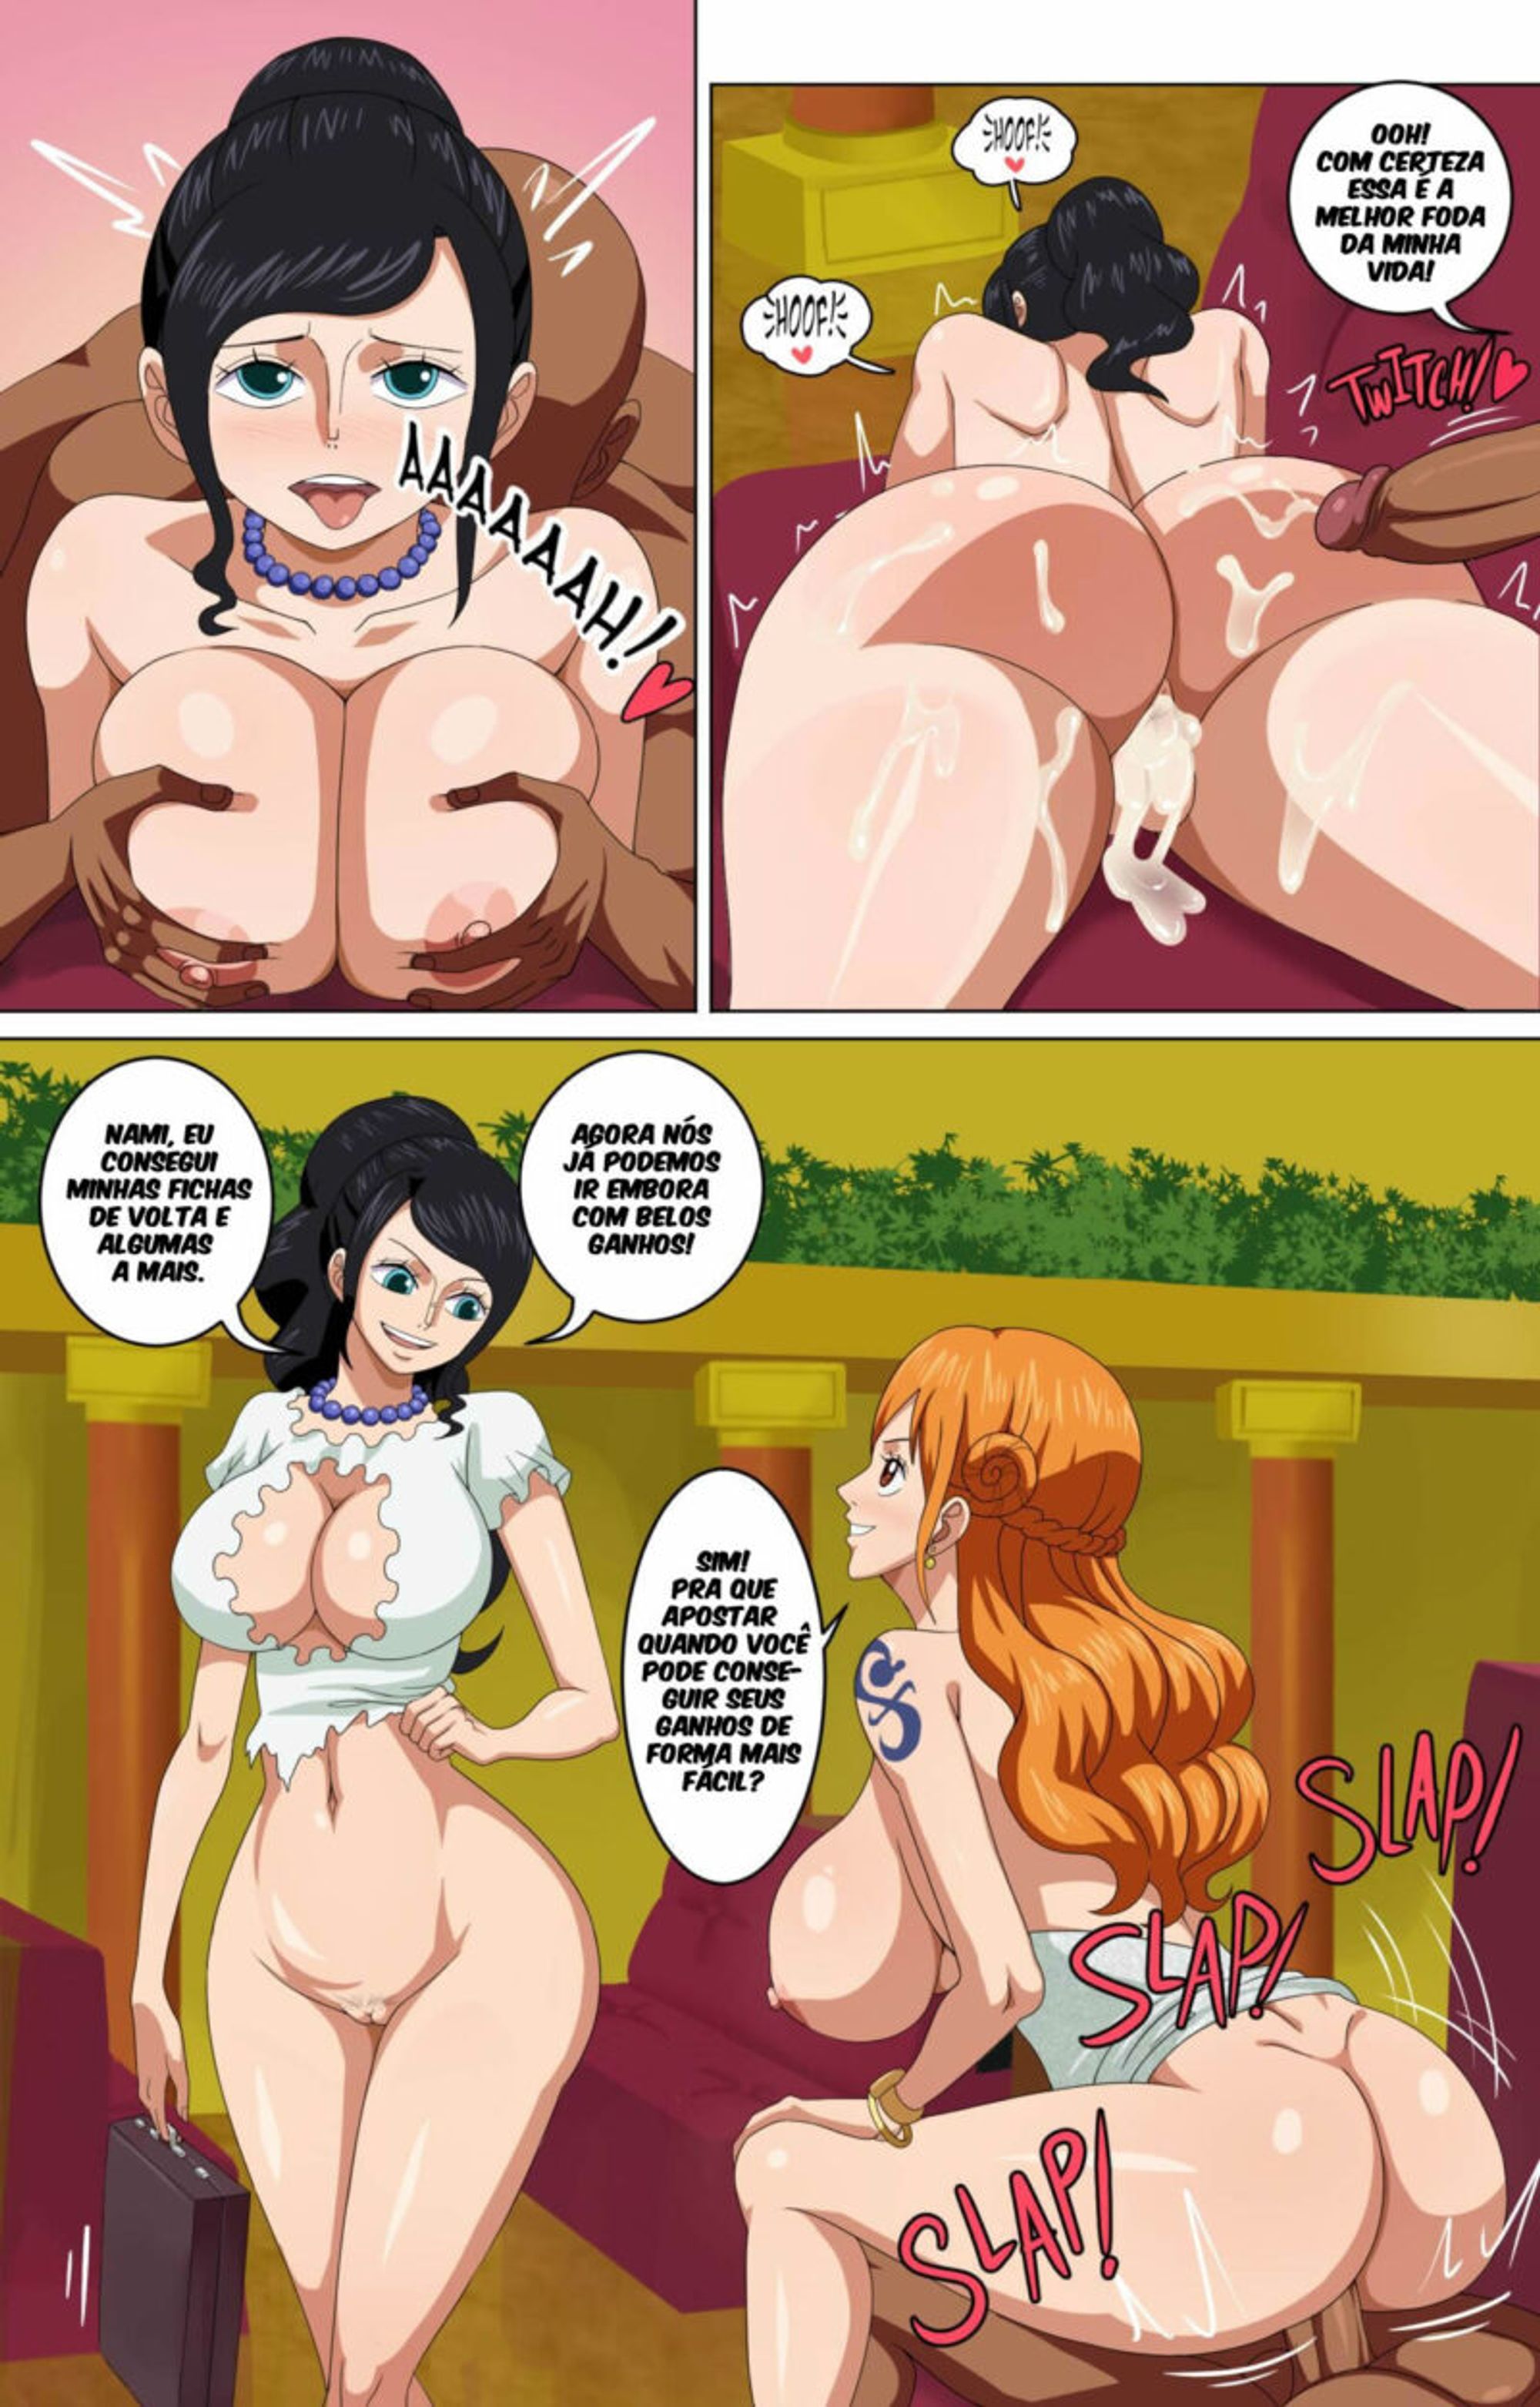 AAAAAAAH!
HOOF!
HOOF!
OOH!
COM CERTEZA
ESSA É A
MELHOR FODA
DA MINHA
VIDA!
TWITCH!
NAMI, EU
CONSEGUI
MINHAS FICHAS
DE VOLTA E
ALGUMAS
A MAIS.
AGORA NÓS
JÁ PODEMOS
IR EMBORA
COM BELOS
GANHOS!
SIM!
PRA QUE
APOSTAR
QUANDO VOCÊ
PODE CONSE-
GUIR SEUS
GANHOS DE
FORMA MAIS
FÁCIL?
SLAP!
SLAP!
SLAP!